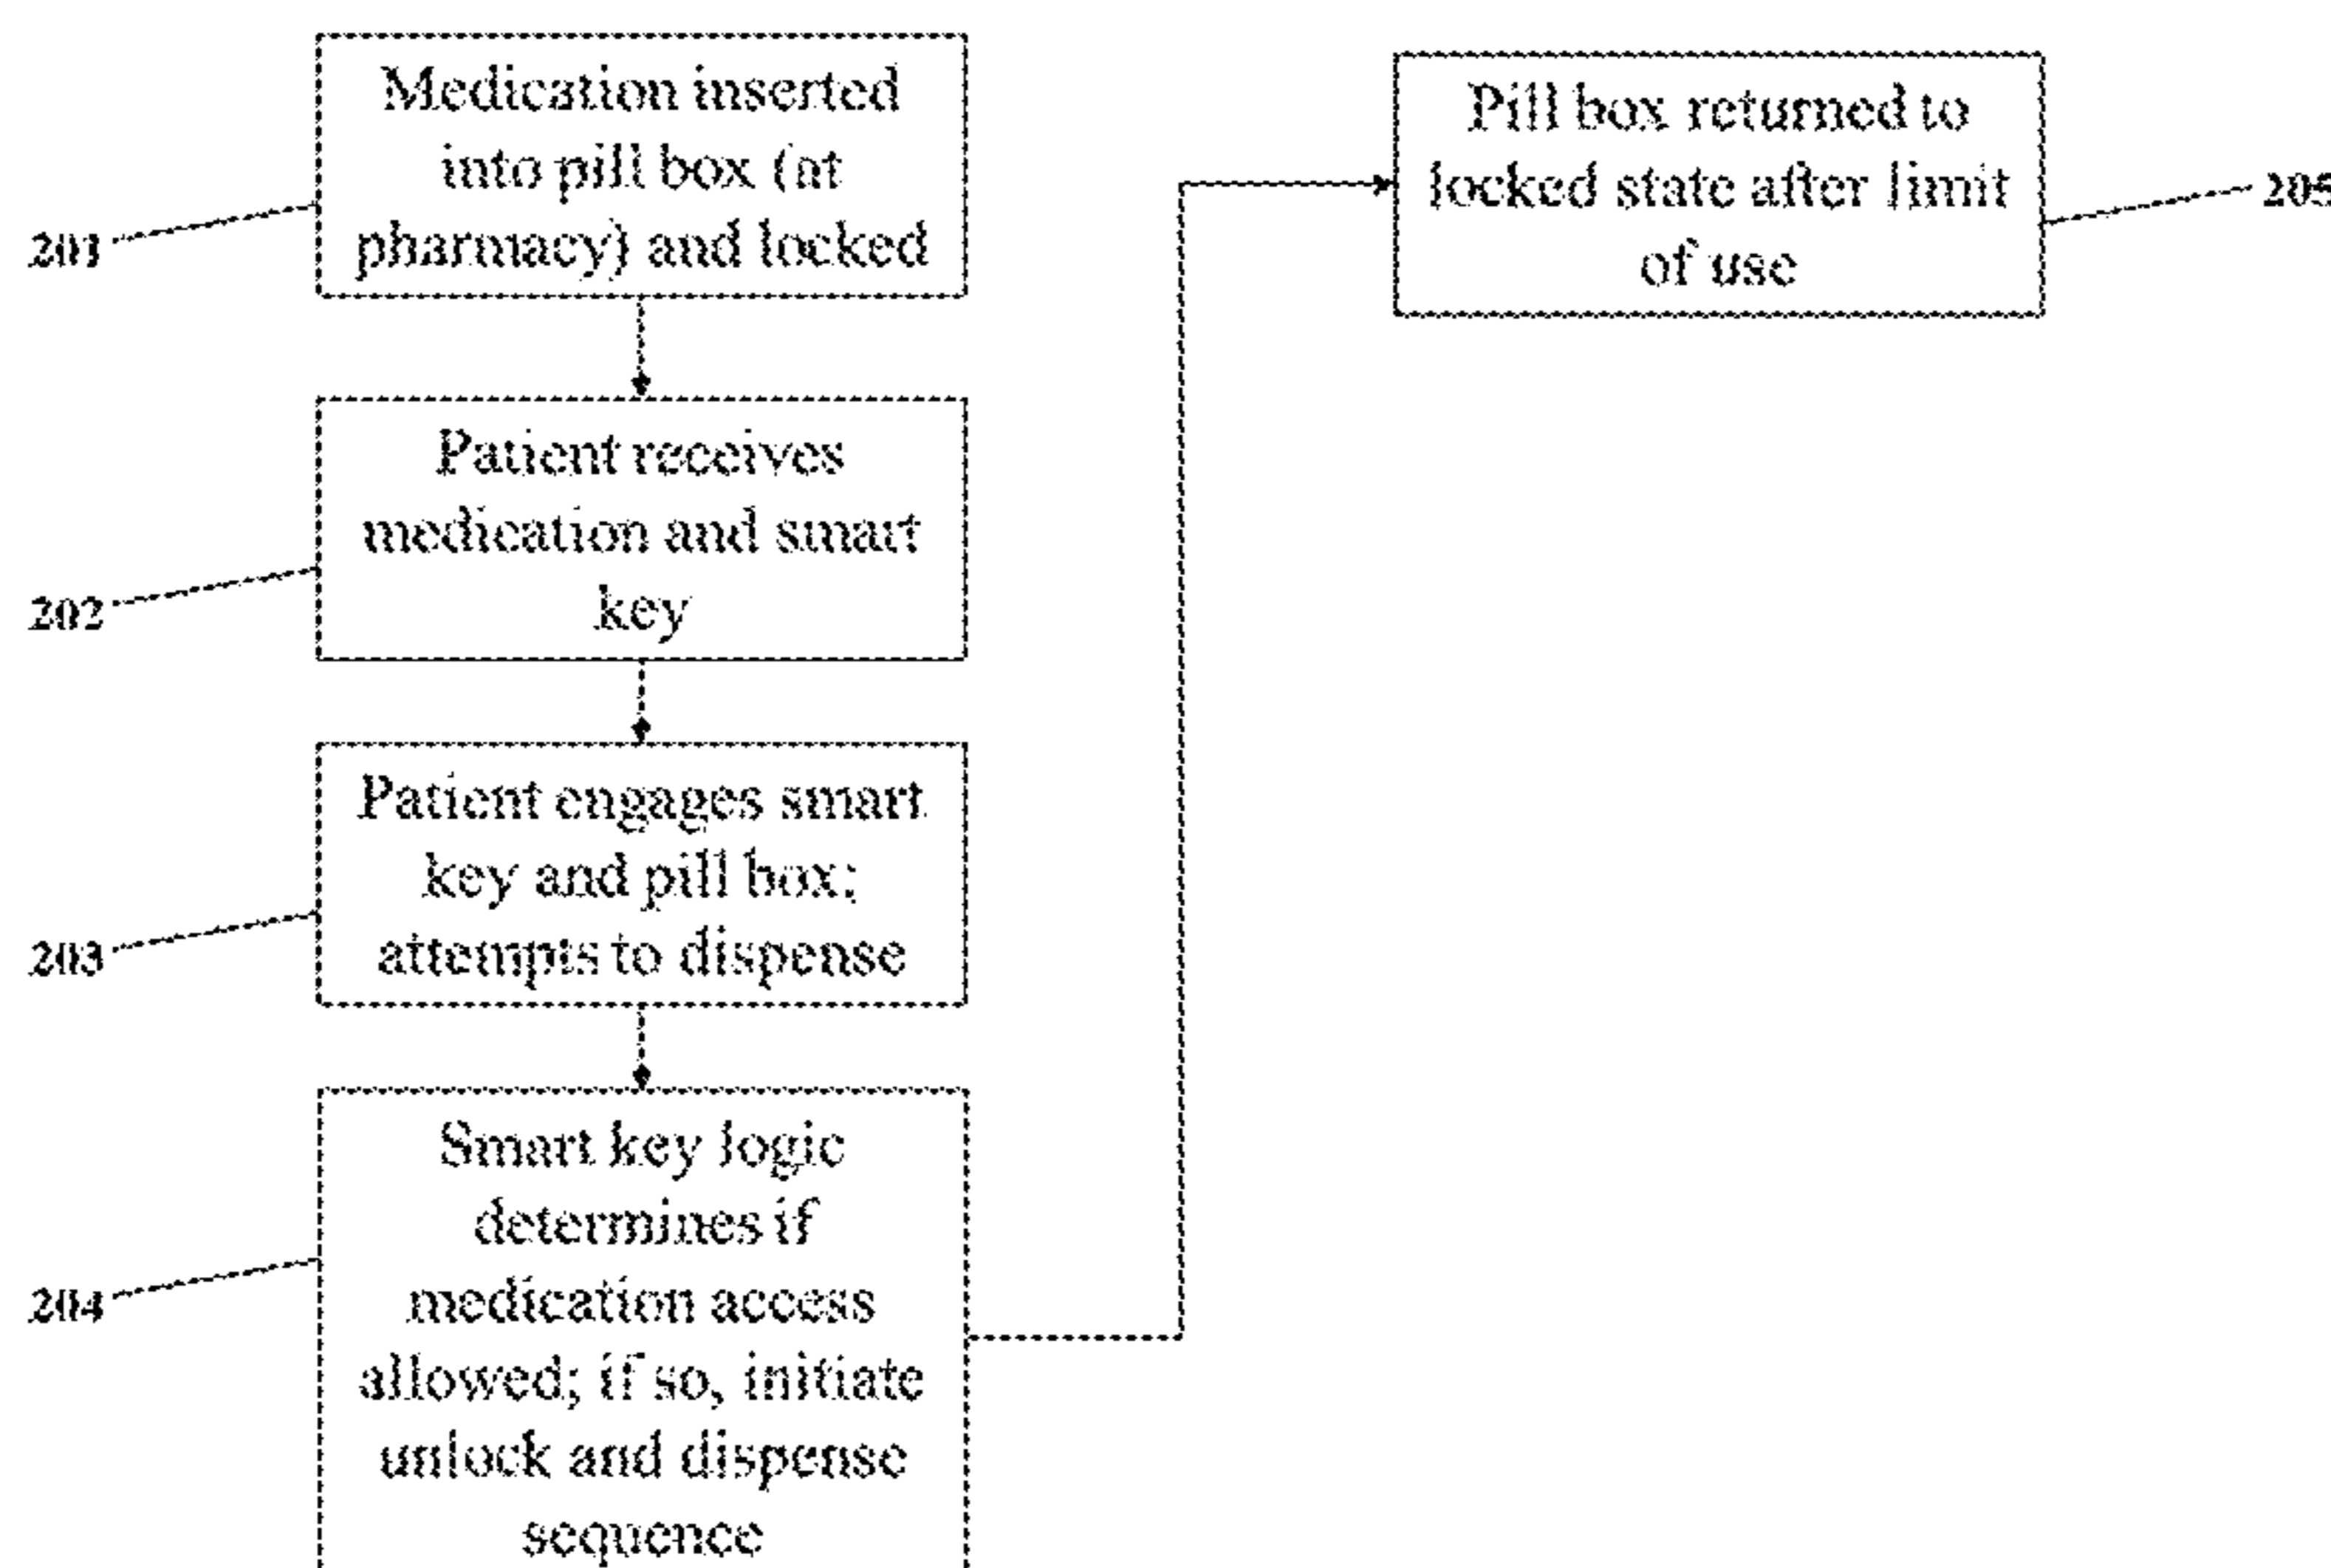 Medication inserted
into pill box (at
pharmacy) and locked
201
Patient receives
medication and smart
key
202
Patient engages smart
key and pill box;
attempts to dispense
203
Smart key logic
determines if
medication access
allowed; if so, initiate
unlock and dispense
sequence
204
Pill box returned to
locked state after limit
of use
205